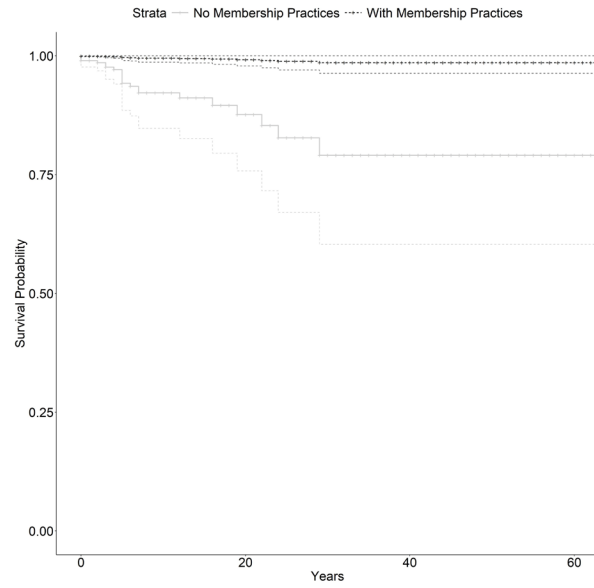 Strata No Membership Practices With Membership Practices
1.00
0.75
0.50
0.25
0.00
Survival Probability
0 20 40 60
Years